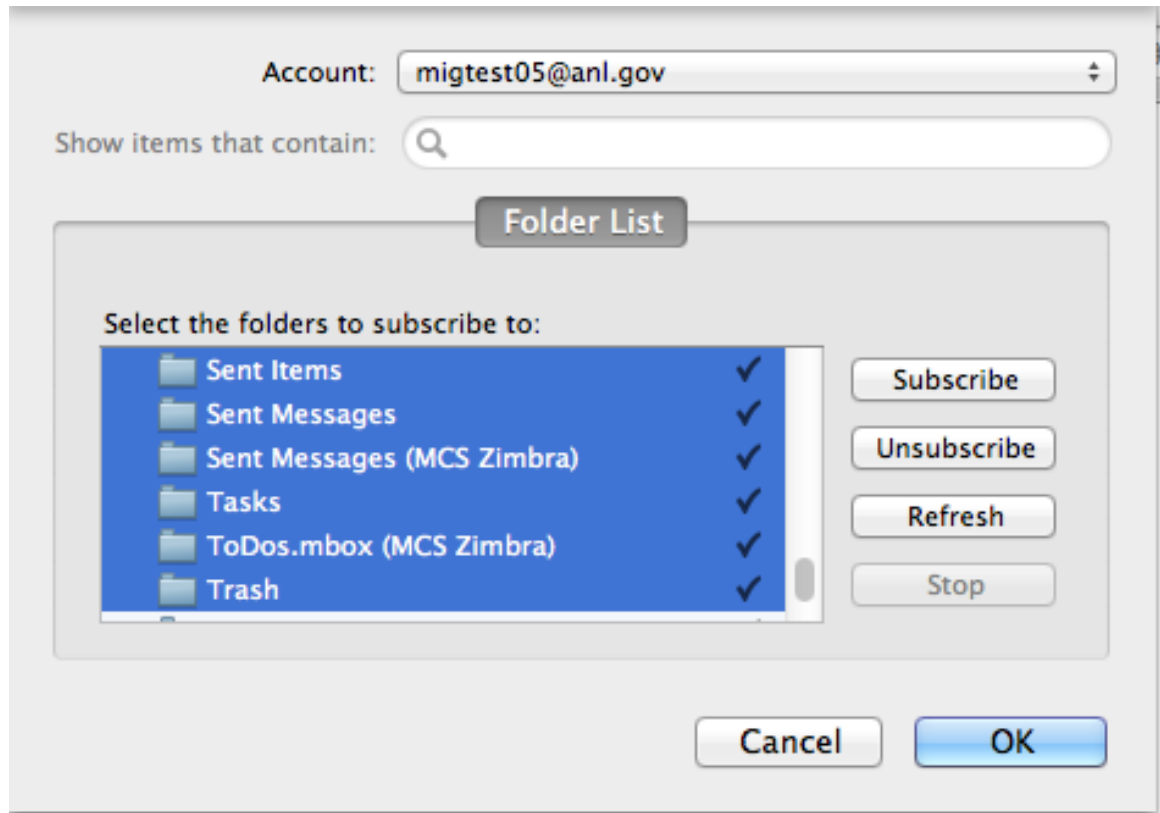 Account: migtest05@anl.gov
Show items that contain:
Folder List
Select the folders to subscribe to:
Sent Items
Sent Messages
Sent Messages (MCS Zimbra)
Tasks
ToDos.mbox (MCS Zimbra)
Trash
Subscribe
Unsubscribe
Refresh
Stop
Cancel
OK